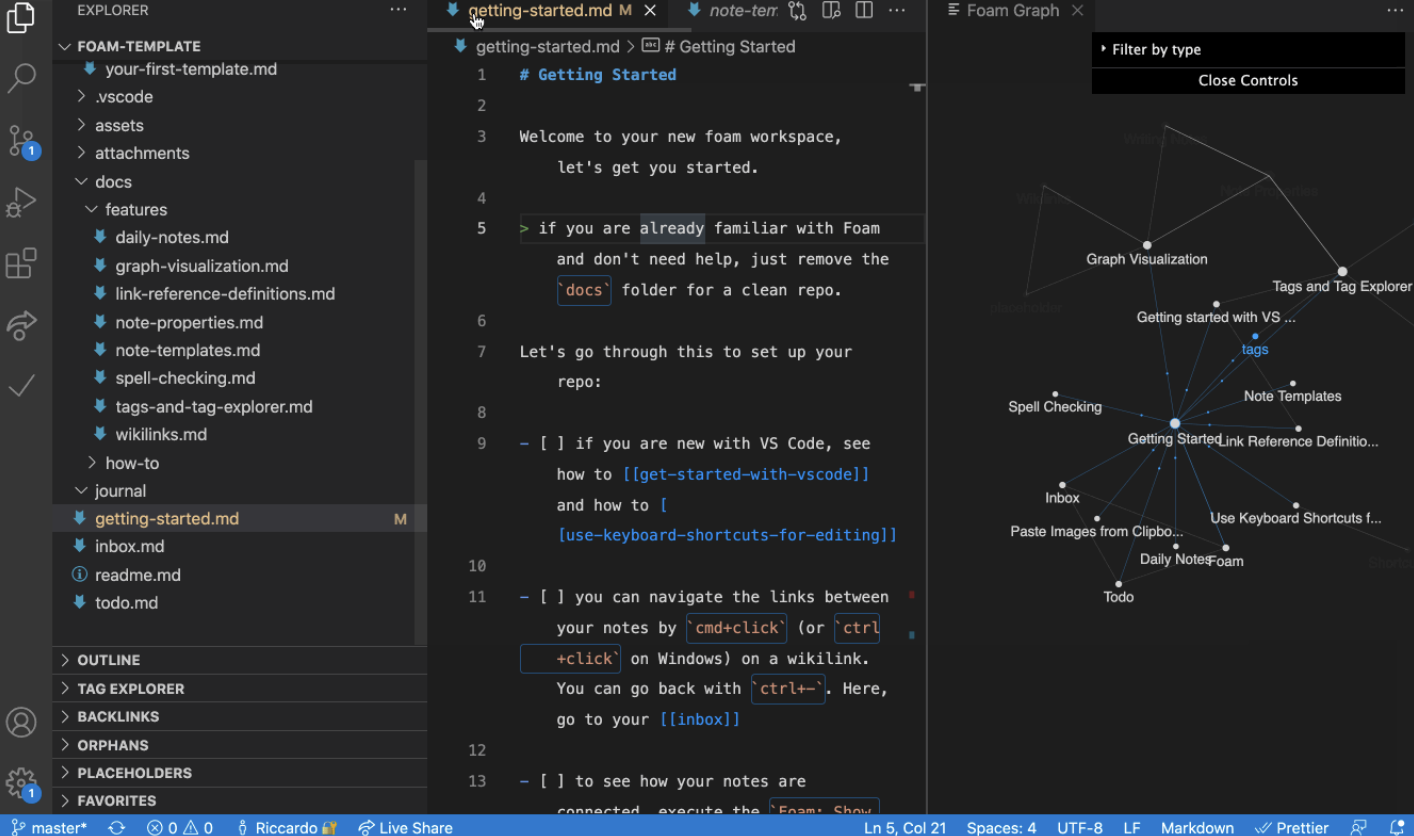 EXPLORER
FOAM-TEMPLATE
your-first-template.md
.vscode
assets
attachments
docs
features
daily-notes.md
graph-visualization.md
link-reference-definitions.md
note-properties.md
note-templates.md
spell-checking.md
tags-and-tag-explorer.md
wikilinks.md
how-to
journal
getting-started.md M
inbox.md
readme.md
todo.md
OUTLINE
TAG EXPLORER
BACKLINKS
ORPHANS
PLACEHOLDERS
FAVORITES
1
1
getting-started.md M
note-tem
getting-started.md > abc # Getting Started
1 # Getting Started
2
3 Welcome to your new foam workspace,
let's get you started.
4
5 > if you are already familiar with Foam
and don't need help, just remove the
`docs` folder for a clean repo.
6
7 Let's go through this to set up your
repo:
8
9 - [ ] if you are new with VS Code, see
how to [[get-started-with-vscode]]
and how to [
[use-keyboard-shortcuts-for-editing]]
10
11 - [ ] you can navigate the links between
your notes by `cmd+click` (or `ctrl
+click` on Windows) on a wikilink.
You can go back with `ctrl+-`. Here,
go to your [[inbox]]
12
13 - [ ] to see how your notes are
connected, execute the `Foam: Show
Foam Graph
Filter by type
Close Controls
Note Properties
Graph Visualization
Tags and Tag Explorer
Getting started with VS ...
tags
Note Templates
Spell Checking
Getting Started
Link Reference Definitio...
Inbox
Use Keyboard Shortcuts f...
Paste Images from Clipbo...
Daily Notes
Foam
Todo
master*
0 0
Riccardo
Live Share
Ln 5, Col 21
Spaces: 4
UTF-8
LF
Markdown
Prettier